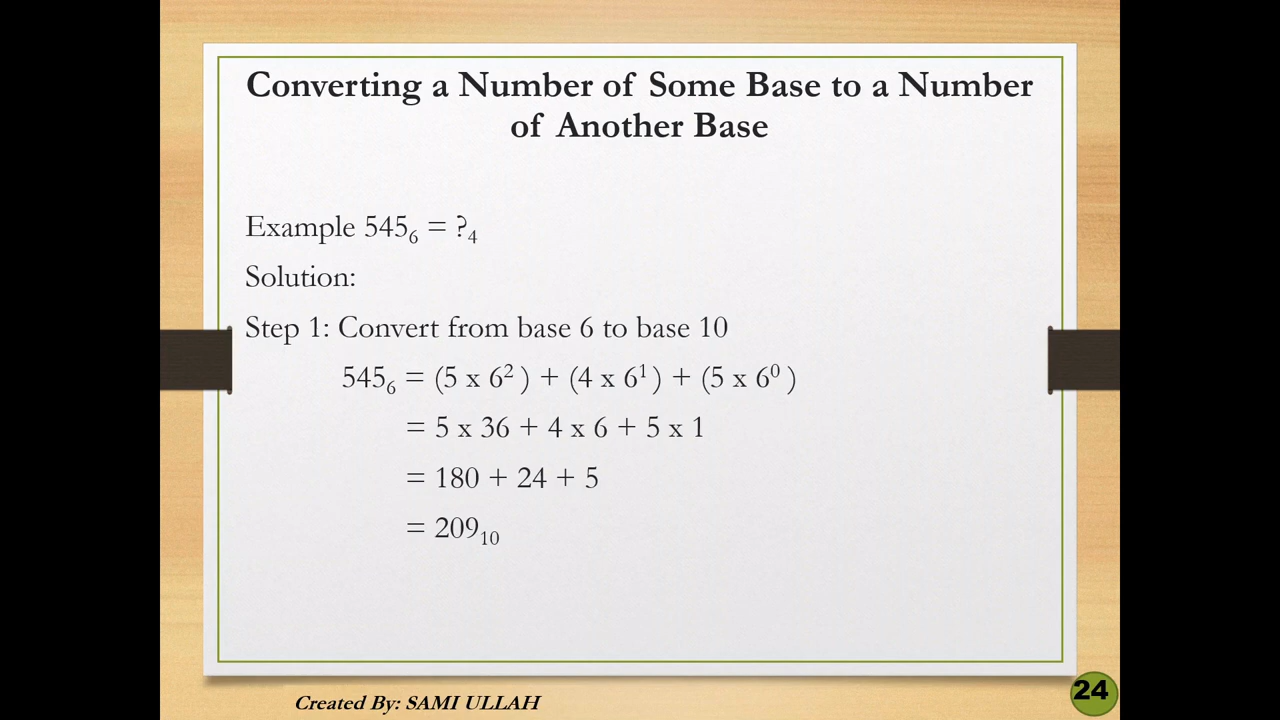 Converting a Number of Some Base to a Number
of Another Base
Example 545₆ = ?₄
Solution:
Step 1: Convert from base 6 to base 10
545₆ = (5 x 6² ) + (4 x 6¹ ) + (5 x 6⁰ )
= 5 x 36 + 4 x 6 + 5 x 1
= 180 + 24 + 5
= 209₁₀
Created By: SAMI ULLAH
24